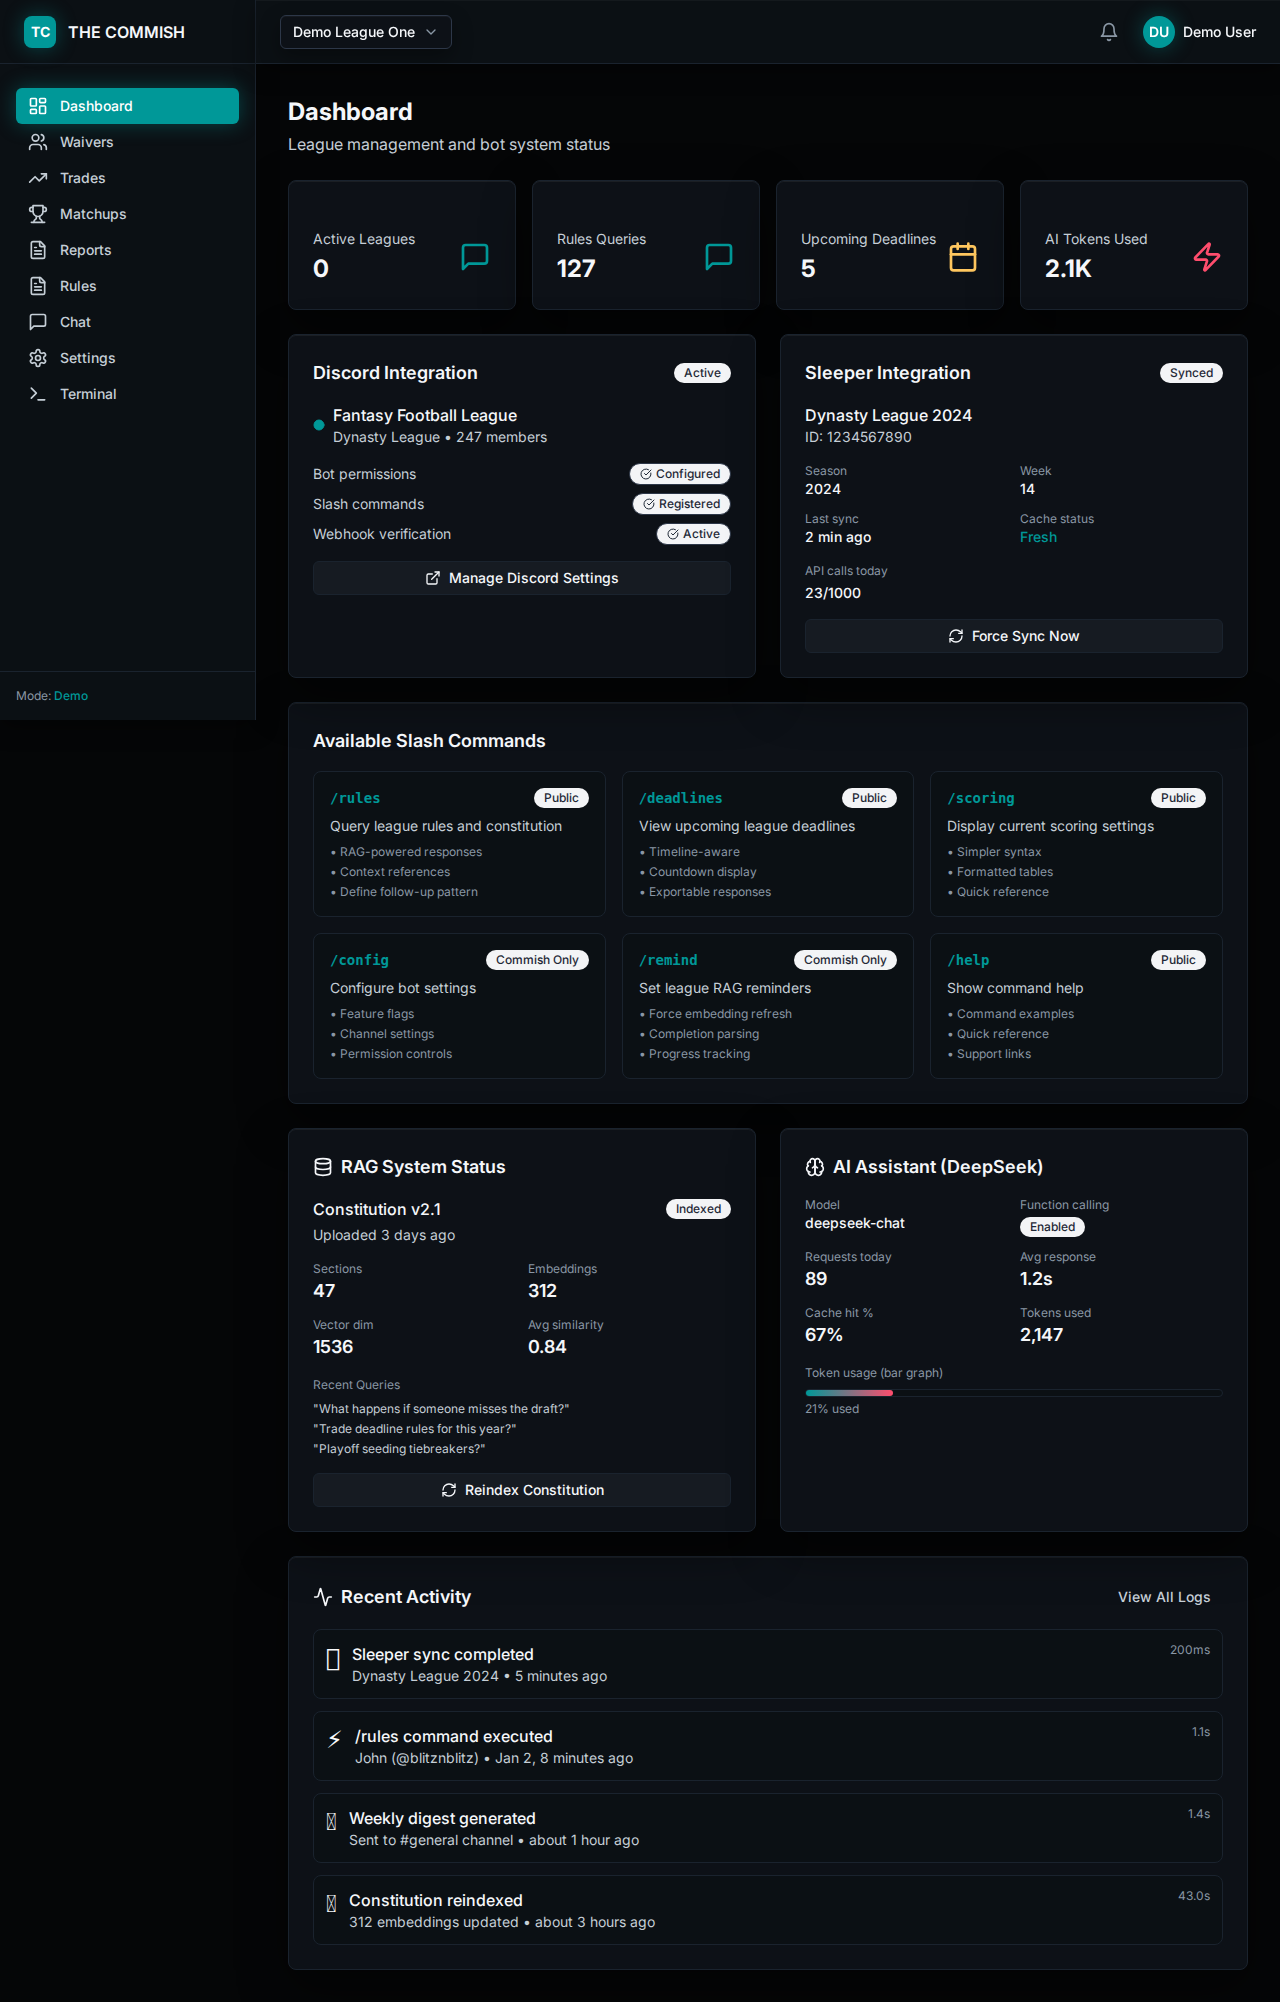 TC THE COMMISH
Demo League One
DU Demo User
Dashboard
Waivers
Trades
Matchups
Reports
Rules
Chat
Settings
Terminal
Mode: Demo
Dashboard
League management and bot system status
Active Leagues
0
Rules Queries
127
Upcoming Deadlines
5
AI Tokens Used
2.1K
Discord Integration
Active
Fantasy Football League
Dynasty League • 247 members
Bot permissions
Configured
Slash commands
Registered
Webhook verification
Active
Manage Discord Settings
Sleeper Integration
Synced
Dynasty League 2024
ID: 1234567890
Season
2024
Week
14
Last sync
2 min ago
Cache status
Fresh
API calls today
23/1000
Force Sync Now
Available Slash Commands
/rules
Public
Query league rules and constitution
• RAG-powered responses
• Context references
• Define follow-up pattern
/deadlines
Public
View upcoming league deadlines
• Timeline-aware
• Countdown display
• Exportable responses
/scoring
Public
Display current scoring settings
• Simpler syntax
• Formatted tables
• Quick reference
/config
Commish Only
Configure bot settings
• Feature flags
• Channel settings
• Permission controls
/remind
Commish Only
Set league RAG reminders
• Force embedding refresh
• Completion parsing
• Progress tracking
/help
Public
Show command help
• Command examples
• Quick reference
• Support links
RAG System Status
Constitution v2.1
Indexed
Uploaded 3 days ago
Sections
47
Embeddings
312
Vector dim
1536
Avg similarity
0.84
Recent Queries
"What happens if someone misses the draft?"
"Trade deadline rules for this year?"
"Playoff seeding tiebreakers?"
Reindex Constitution
AI Assistant (DeepSeek)
Model
deepseek-chat
Function calling
Enabled
Requests today
89
Avg response
1.2s
Cache hit %
67%
Tokens used
2,147
Token usage (bar graph)
21% used
Recent Activity
View All Logs
Sleeper sync completed
Dynasty League 2024 • 5 minutes ago
200ms
/rules command executed
John (@blitznblitz) • Jan 2, 8 minutes ago
1.1s
Weekly digest generated
Sent to #general channel • about 1 hour ago
1.4s
Constitution reindexed
312 embeddings updated • about 3 hours ago
43.0s